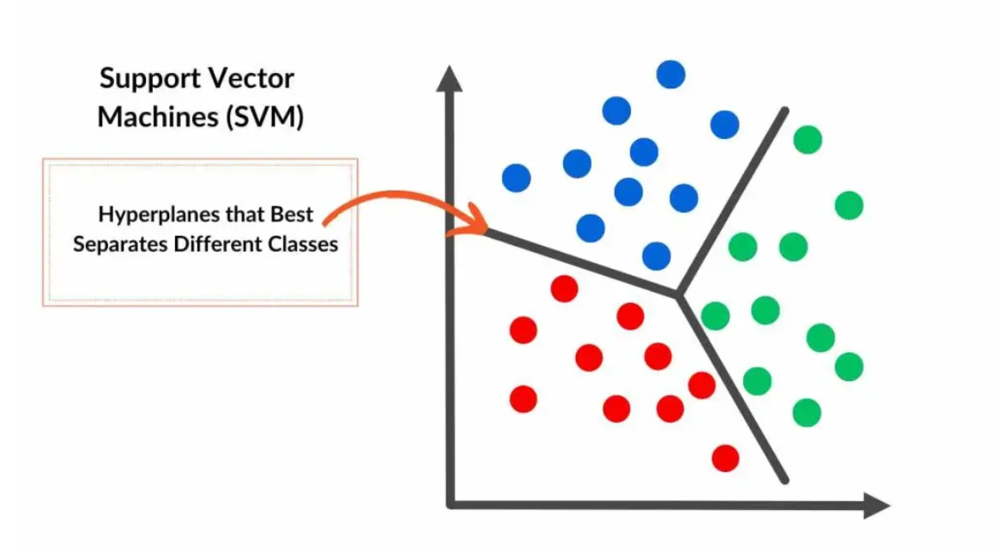 Support Vector
Machines (SVM)
Hyperplanes that Best
Separates Different Classes